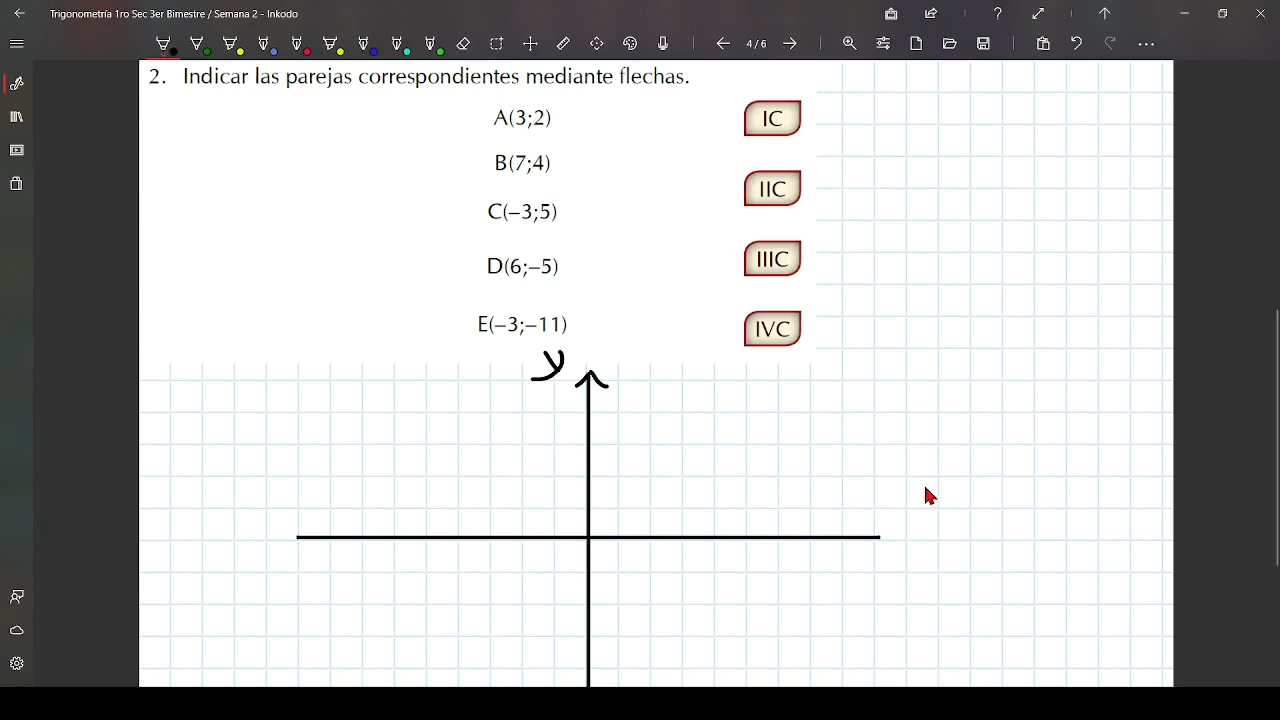 Trigonometría 1ro Sec 3er Bimestre / Semana 2 - Inkodo
4/6
2. Indicar las parejas correspondientes mediante flechas.
A(3;2)
IC
B(7;4)
IIC
C(–3;5)
D(6;–5)
IIIC
E(–3;–11)
IVC
y